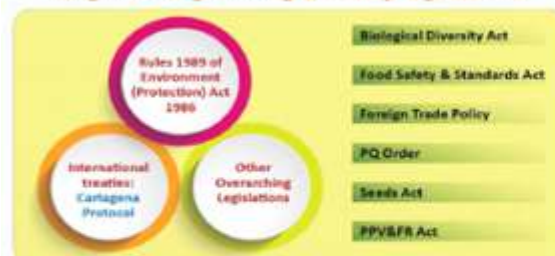 Rules 1989 of
Environment
(Protection) Act
1986
International
treaties:
Cartagena
Protocol
Other
Overarching
Legislations
Biological Diversity Act
Food Safety & Standards Act
Foreign Trade Policy
PQ Order
Seeds Act
PPV&FR Act